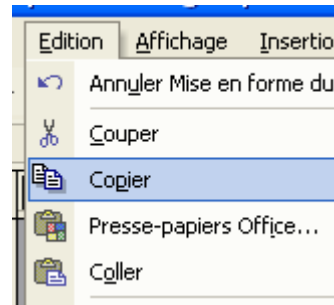 Edition Affichage Insertio
Annuler Mise en forme du
Couper
Copier
Presse-papiers Office...
Coller